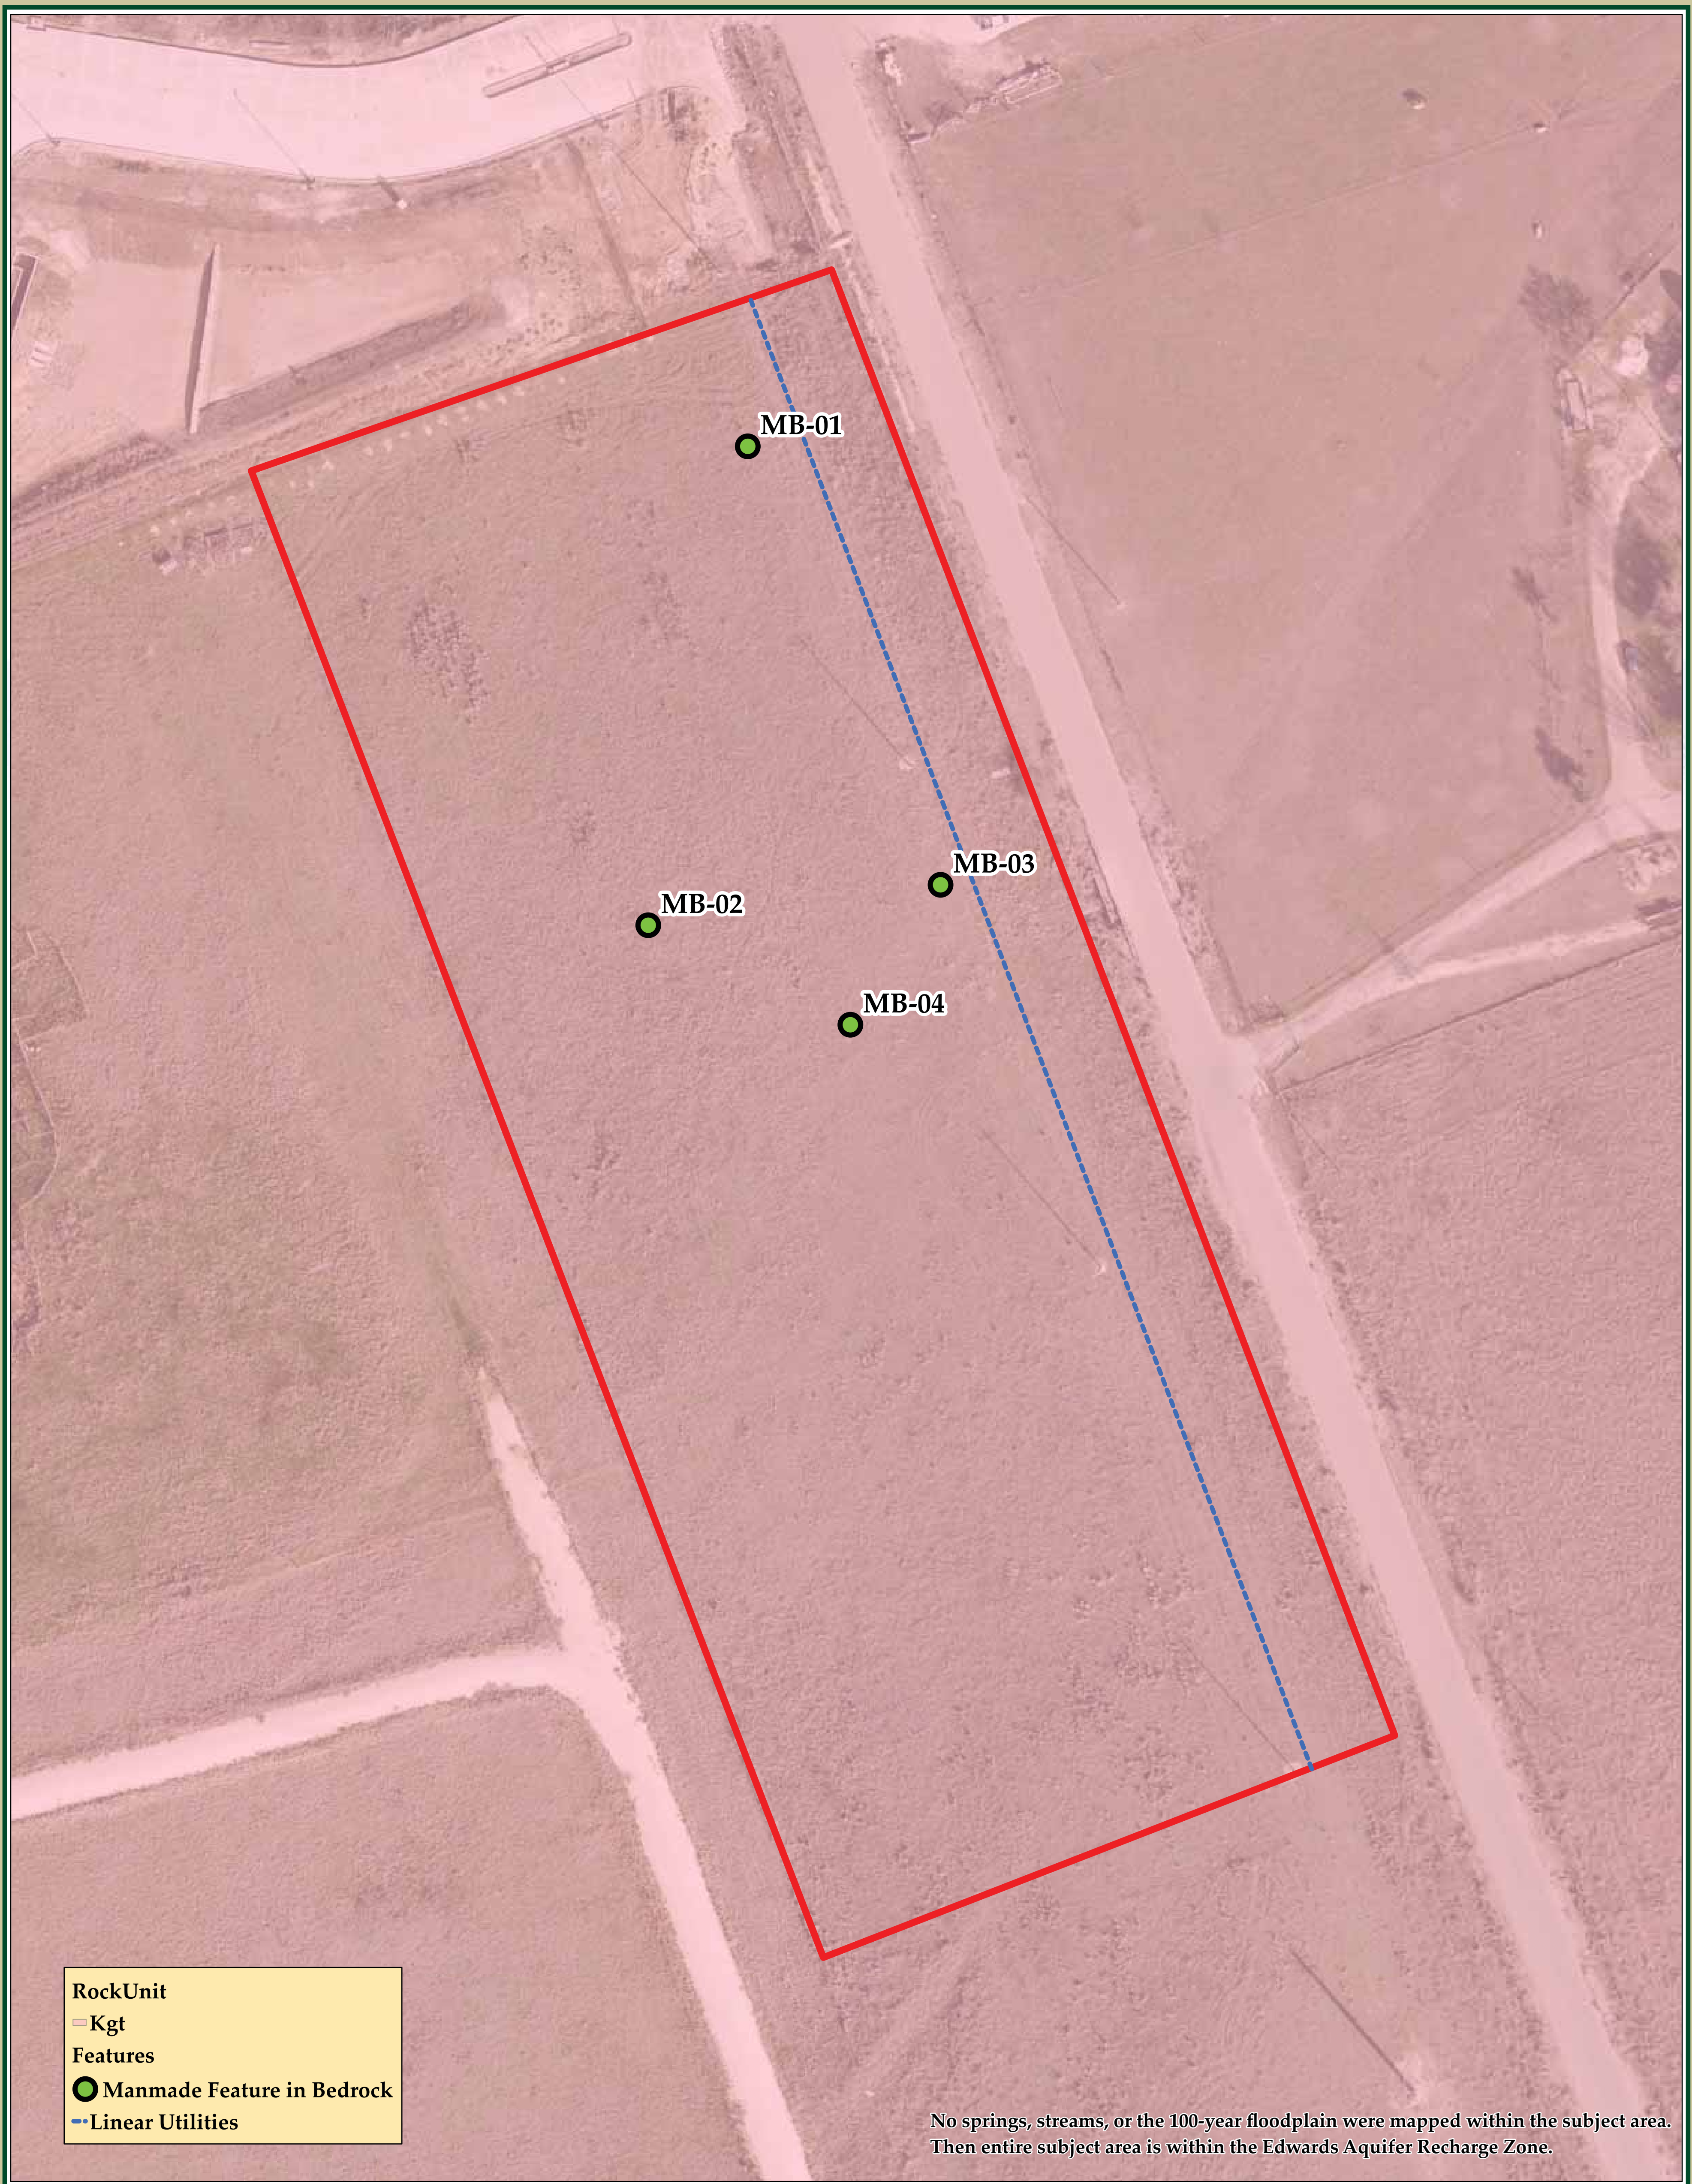 MB-01
MB-03
MB-02
MB-04
RockUnit
Kgt
Features
Manmade Feature in Bedrock
Linear Utilities
No springs, streams, or the 100-year floodplain were mapped within the subject area.
Then entire subject area is within the Edwards Aquifer Recharge Zone.